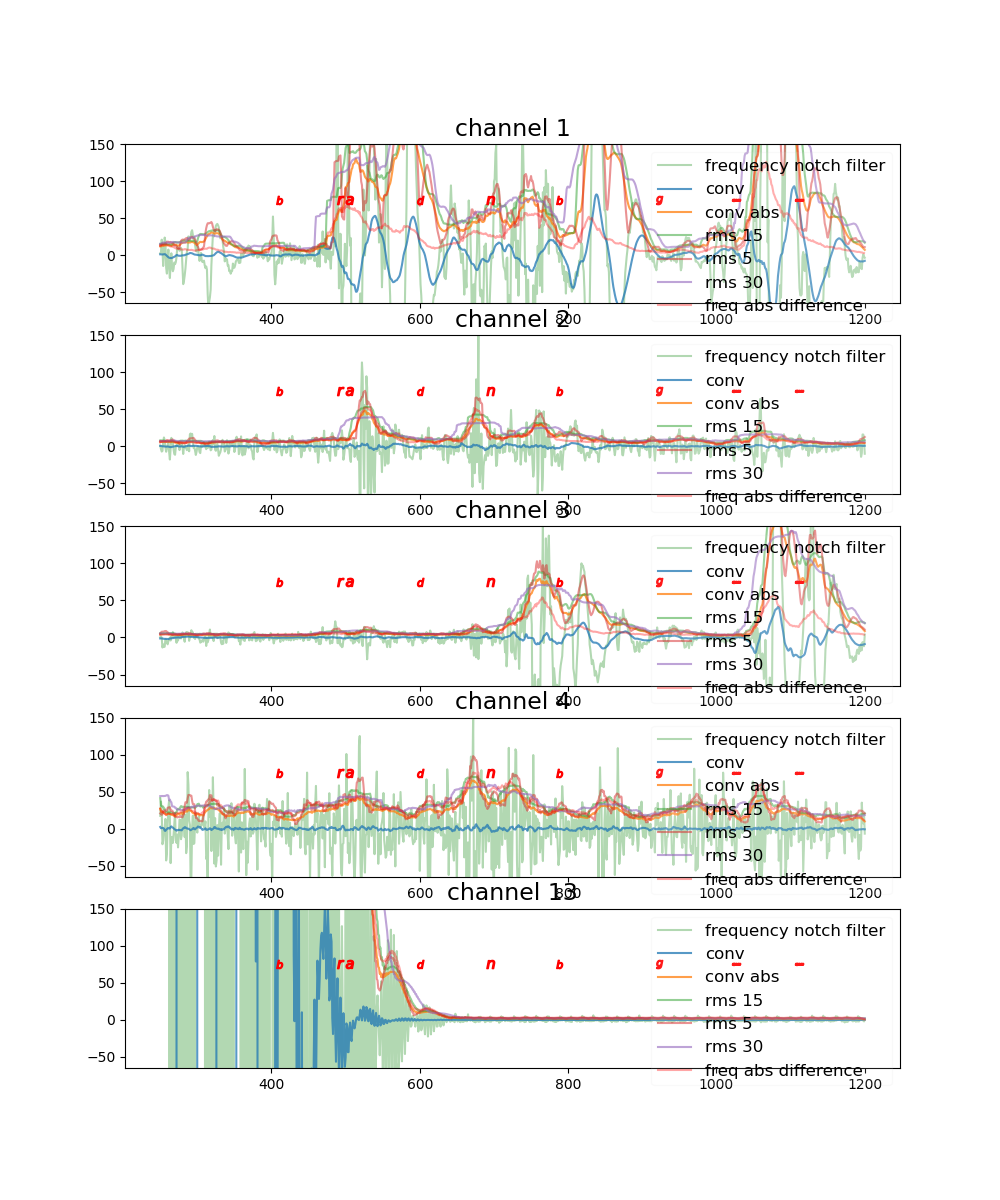 channel 1
150
100
50
0
−50
b ra d n b g - -
frequency notch filter
conv
conv abs
rms 15
rms 5
rms 30
freq abs difference
400 600 800 1000 1200
channel 2
150
100
50
0
−50
b ra n b g - -
frequency notch filter
conv
conv abs
rms 15
rms 5
rms 30
freq abs difference
400 600 800 1000 1200
channel 3
150
100
50
0
−50
b ra d n b g - -
frequency notch filter
conv
conv abs
rms 15
rms 5
rms 30
freq abs difference
400 600 800 1000 1200
channel 4
150
100
50
0
−50
b ra d n b g - -
frequency notch filter
conv
conv abs
rms 15
rms 5
rms 30
freq abs difference
400 600 800 1000 1200
channel 13
150
100
50
0
−50
b ra d n b g - -
frequency notch filter
conv
conv abs
rms 15
rms 5
rms 30
freq abs difference
400 600 800 1000 1200